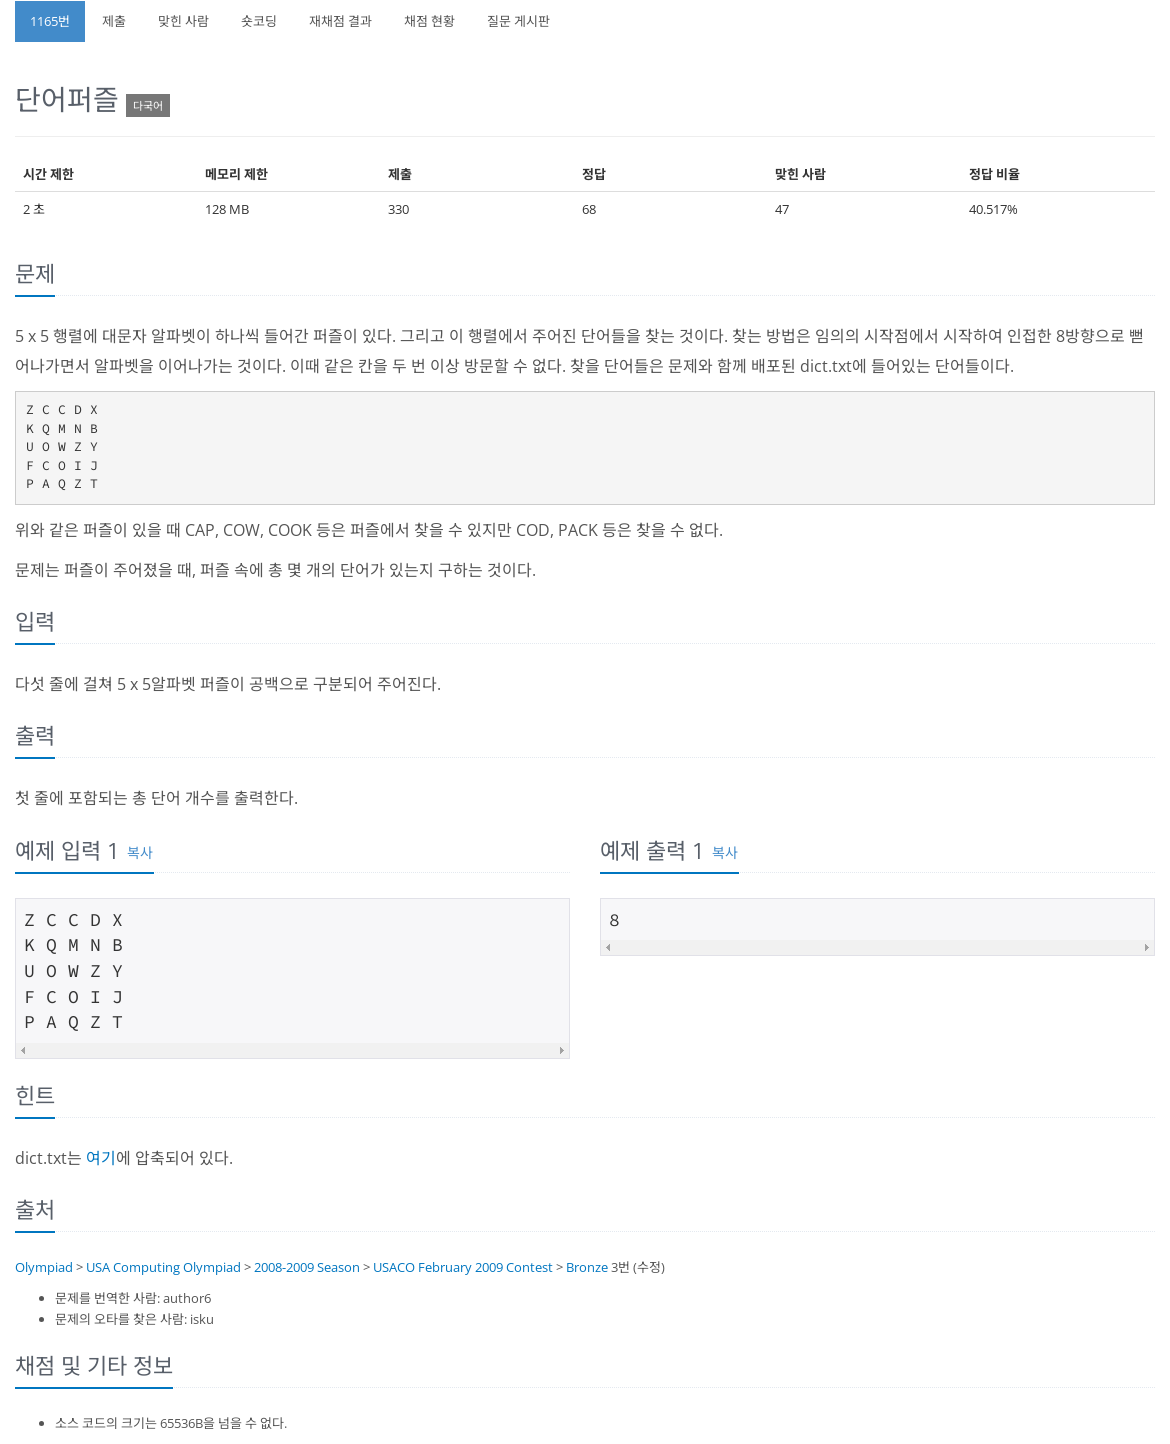 1165번 제출 맞힌 사람 숏코딩 재채점 결과 채점 현황 질문 게시판
단어퍼즐 다국어
시간 제한 메모리 제한 제출 정답 맞힌 사람 정답 비율
2 초 128 MB 330 68 47 40.517%
문제
5 x 5 행렬에 대문자 알파벳이 하나씩 들어간 퍼즐이 있다. 그리고 이 행렬에서 주어진 단어들을 찾는 것이다. 찾는 방법은 임의의 시작점에서 시작하여 인접한 8방향으로 뻗
어나가면서 알파벳을 이어나가는 것이다. 이때 같은 칸을 두 번 이상 방문할 수 없다. 찾을 단어들은 문제와 함께 배포된 dict.txt에 들어있는 단어들이다.
Z C C D X
K Q M N B
U O W Z Y
F C O I J
P A Q Z T
위와 같은 퍼즐이 있을 때 CAP, COW, COOK 등은 퍼즐에서 찾을 수 있지만 COD, PACK 등은 찾을 수 없다.
문제는 퍼즐이 주어졌을 때, 퍼즐 속에 총 몇 개의 단어가 있는지 구하는 것이다.
입력
다섯 줄에 걸쳐 5 x 5알파벳 퍼즐이 공백으로 구분되어 주어진다.
출력
첫 줄에 포함되는 총 단어 개수를 출력한다.
예제 입력 1 복사
Z C C D X
K Q M N B
U O W Z Y
F C O I J
P A Q Z T
예제 출력 1 복사
8
힌트
dict.txt는 여기에 압축되어 있다.
출처
Olympiad > USA Computing Olympiad > 2008-2009 Season > USACO February 2009 Contest > Bronze 3번 (수정)
문제를 번역한 사람: author6
문제의 오타를 찾은 사람: isku
채점 및 기타 정보
소스 코드의 크기는 65536B을 넘을 수 없다.